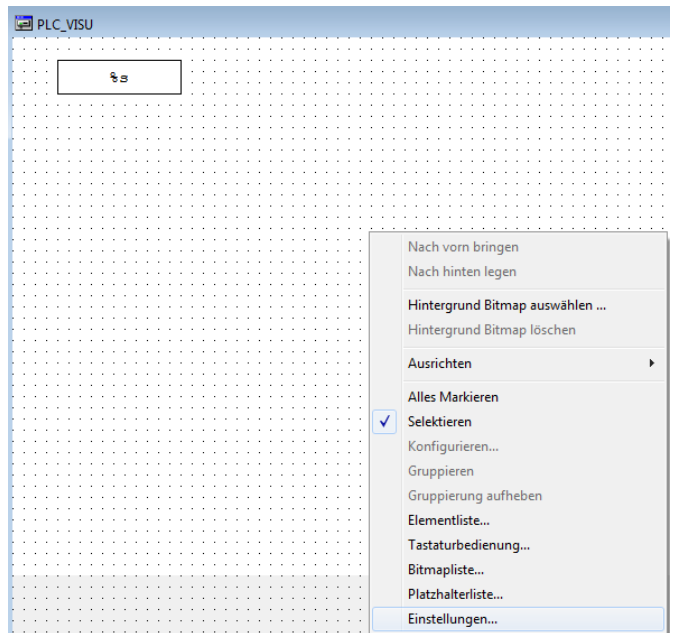 PLC_VISU
%s
Nach vorn bringen
Nach hinten legen
Hintergrund Bitmap auswählen ...
Hintergrund Bitmap löschen
Ausrichten
Alles Markieren
Selektieren
Konfigurieren...
Gruppieren
Gruppierung aufheben
Elementliste...
Tastaturbedienung...
Bitmapliste...
Platzhalterliste...
Einstellungen...